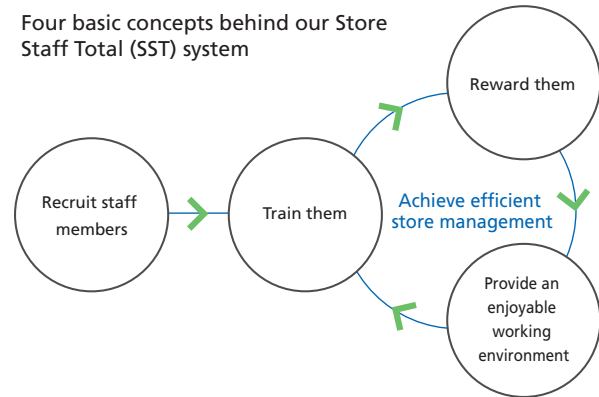 Four basic concepts behind our Store
Staff Total (SST) system
Reward them
Recruit staff
members
Train them
Achieve efficient
store management
Provide an
enjoyable
working
environment